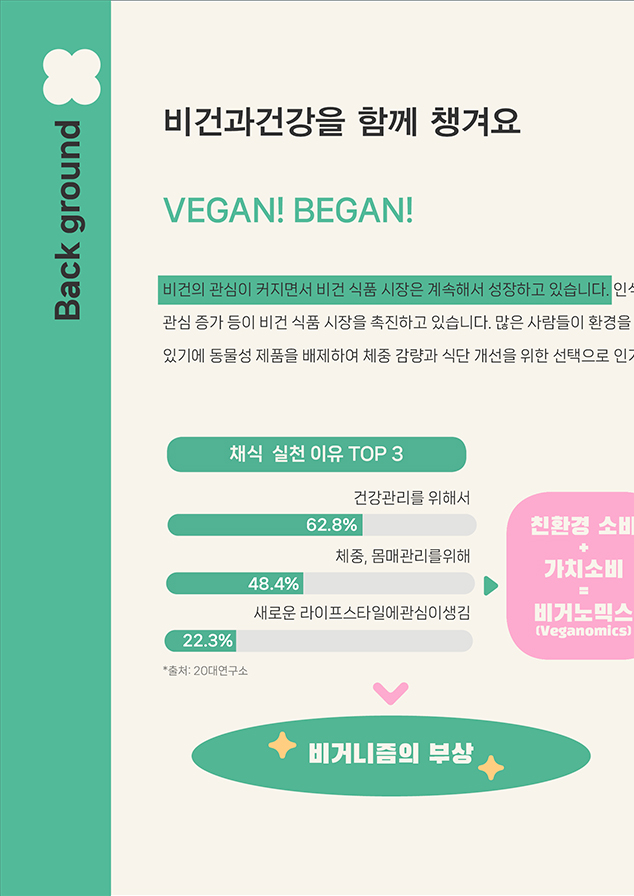 Back ground
비건과건강을 함께 챙겨요
VEGAN! BEGAN!
비건의 관심이 커지면서 비건 식품 시장은 계속해서 성장하고 있습니다. 인식
관심 증가 등이 비건 식품 시장을 촉진하고 있습니다. 많은 사람들이 환경을
있기에 동물성 제품을 배제하여 체중 감량과 식단 개선을 위한 선택으로 인기
채식 실천 이유 TOP 3
건강관리를 위해서
62.8%
체중, 몸매관리를위해
48.4%
새로운 라이프스타일에관심이생김
22.3%
*출처: 20대연구소
친환경 소비
+
가치소비
=
비거노믹스
(Veganomics)
비거니즘의 부상